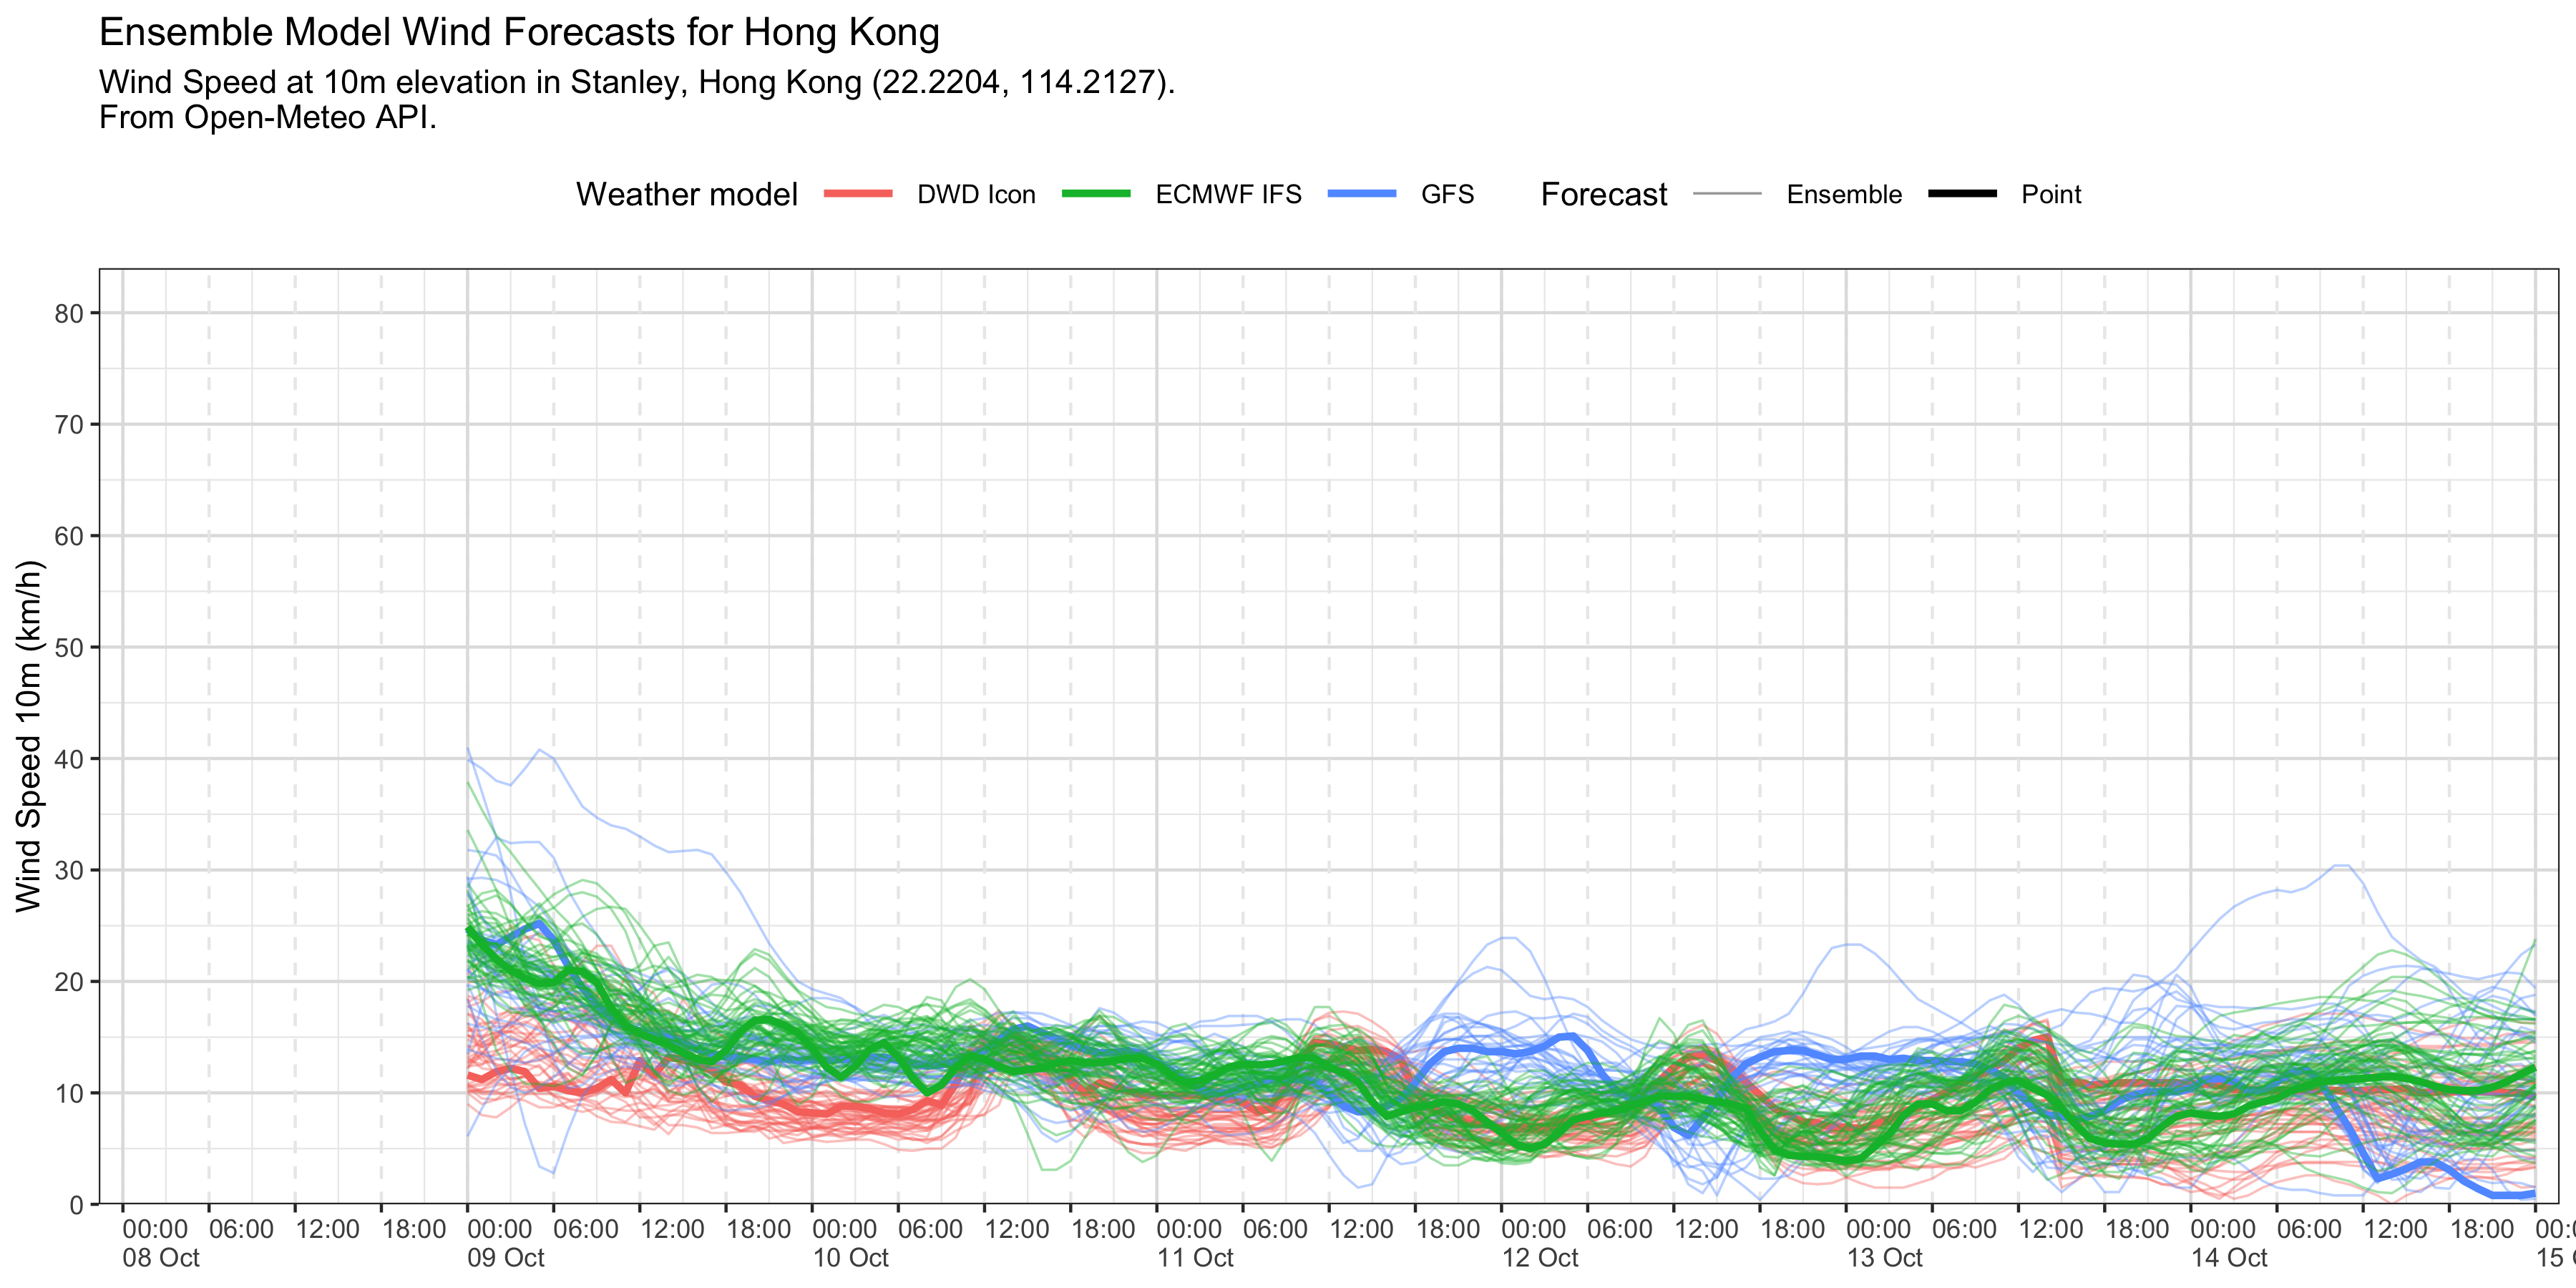 Ensemble Model Wind Forecasts for Hong Kong
Wind Speed at 10m elevation in Stanley, Hong Kong (22.2204, 114.2127).
From Open-Meteo API.
Weather model DWD Icon ECMWF IFS GFS Forecast Ensemble Point
Wind Speed 10m (km/h)
80
70
60
50
40
30
20
10
0
00:00 06:00 12:00 18:00 00:00 06:00 12:00 18:00 00:00 06:00 12:00 18:00 00:00 06:00 12:00 18:00 00:00 06:00 12:00 18:00 00:00 06:00 12:00 18:00 00:00 06:00 12:00 18:00
08 Oct 09 Oct 10 Oct 11 Oct 12 Oct 13 Oct 14 Oct 15